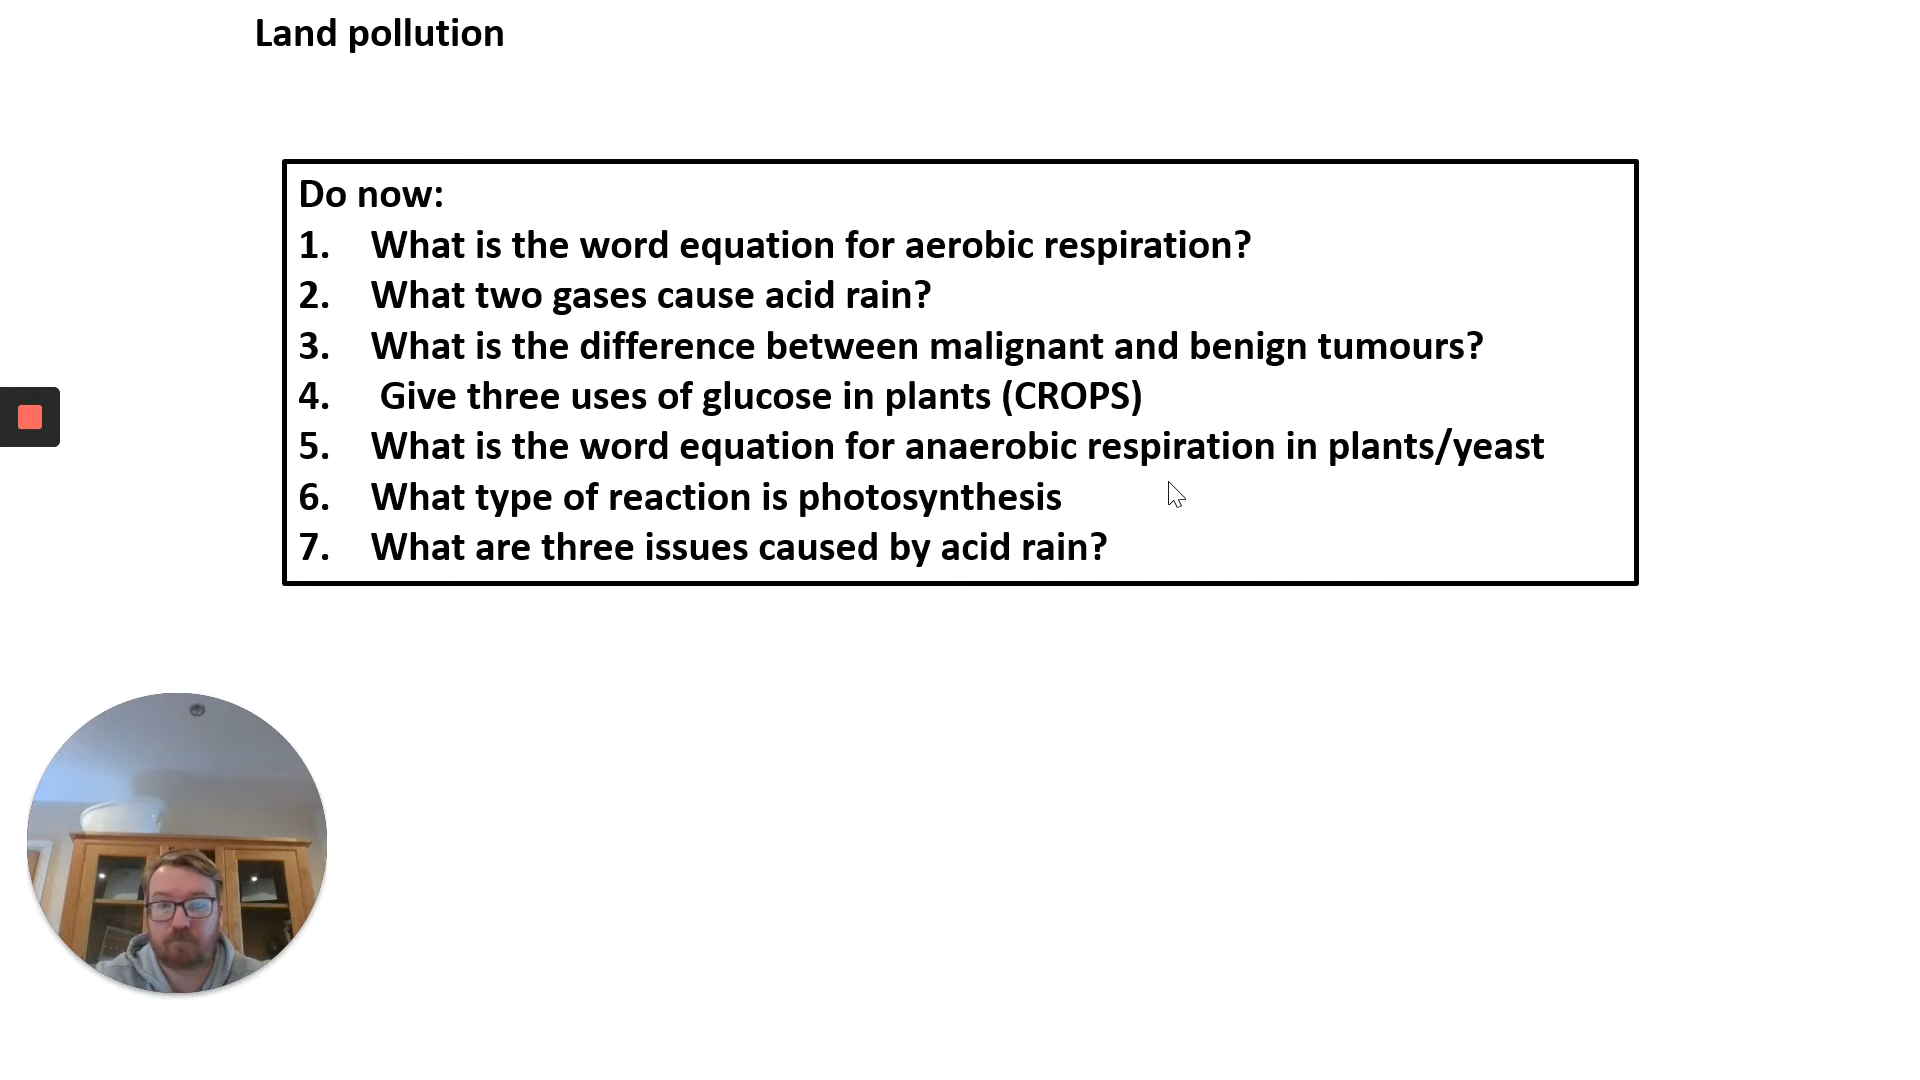 Land pollution
Do now:
1. What is the word equation for aerobic respiration?
2. What two gases cause acid rain?
3. What is the difference between malignant and benign tumours?
4. Give three uses of glucose in plants (CROPS)
5. What is the word equation for anaerobic respiration in plants/yeast
6. What type of reaction is photosynthesis
7. What are three issues caused by acid rain?